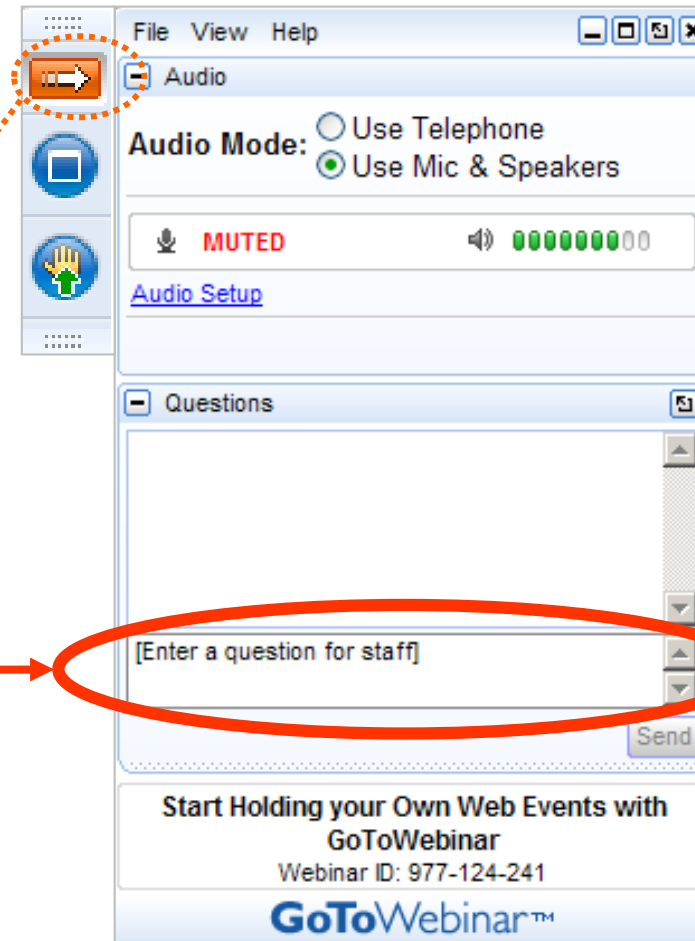 File View Help
Audio
Audio Mode: Use Telephone
Use Mic & Speakers
MUTED
Audio Setup
Questions
[Enter a question for staff]
Send
Start Holding your Own Web Events with
GoToWebinar
Webinar ID: 977-124-241
GoToWebinar™